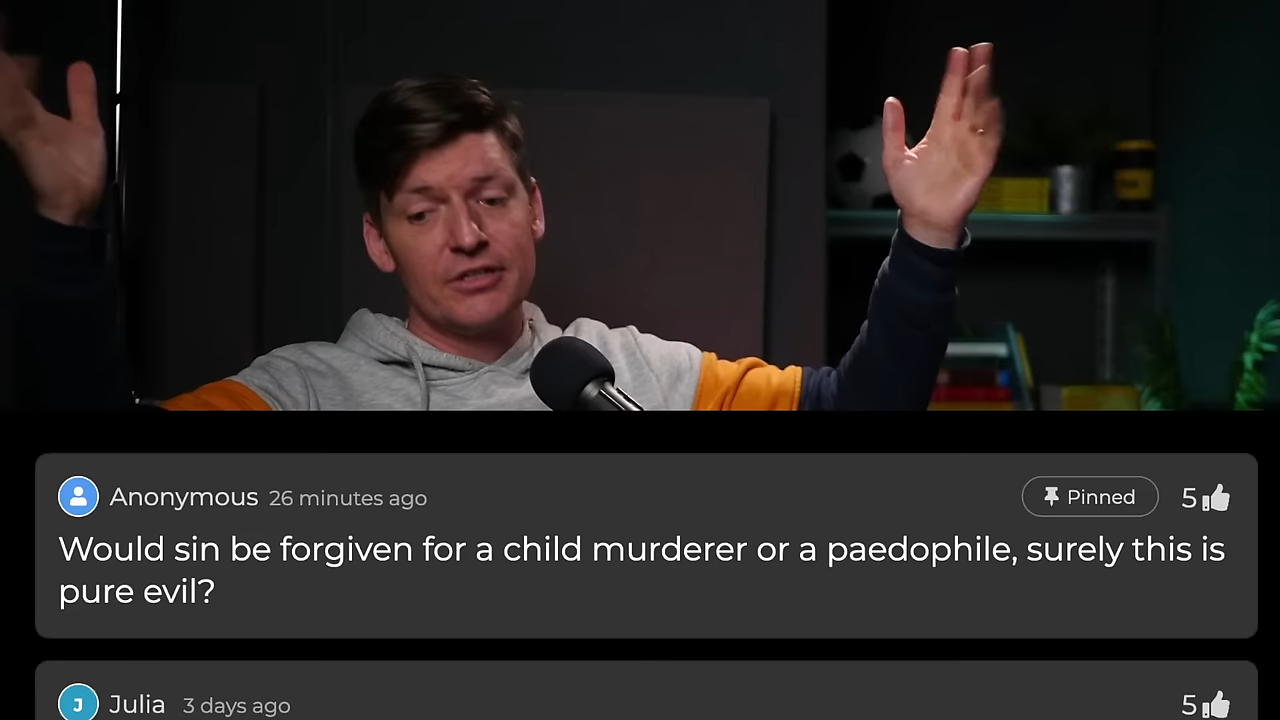 Anonymous 26 minutes ago Pinned 5
Would sin be forgiven for a child murderer or a paedophile, surely this is
pure evil?
J Julia 3 days ago 5